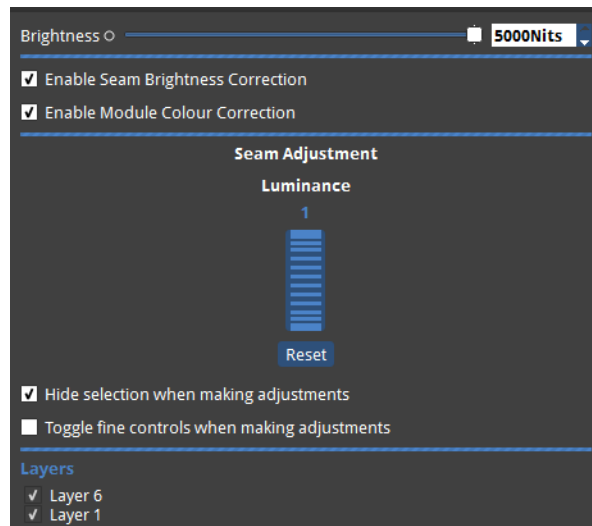 Brightness 5000Nits
Enable Seam Brightness Correction
Enable Module Colour Correction
Seam Adjustment
Luminance
1
Reset
Hide selection when making adjustments
Toggle fine controls when making adjustments
Layers
Layer 6
Layer 1